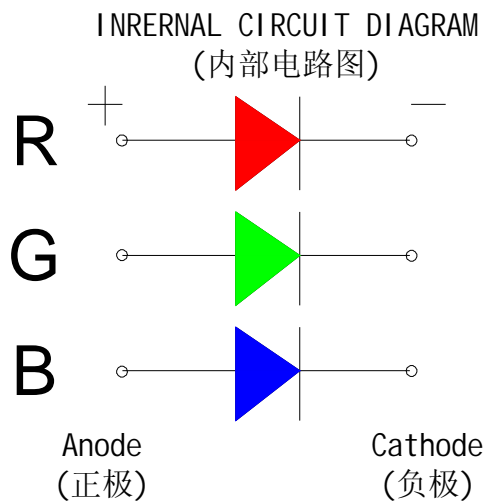 INRERNAL CIRCUIT DIAGRAM
(内部电路图)
+ —
R
G
B
Anode Cathode
(正极) (负极)